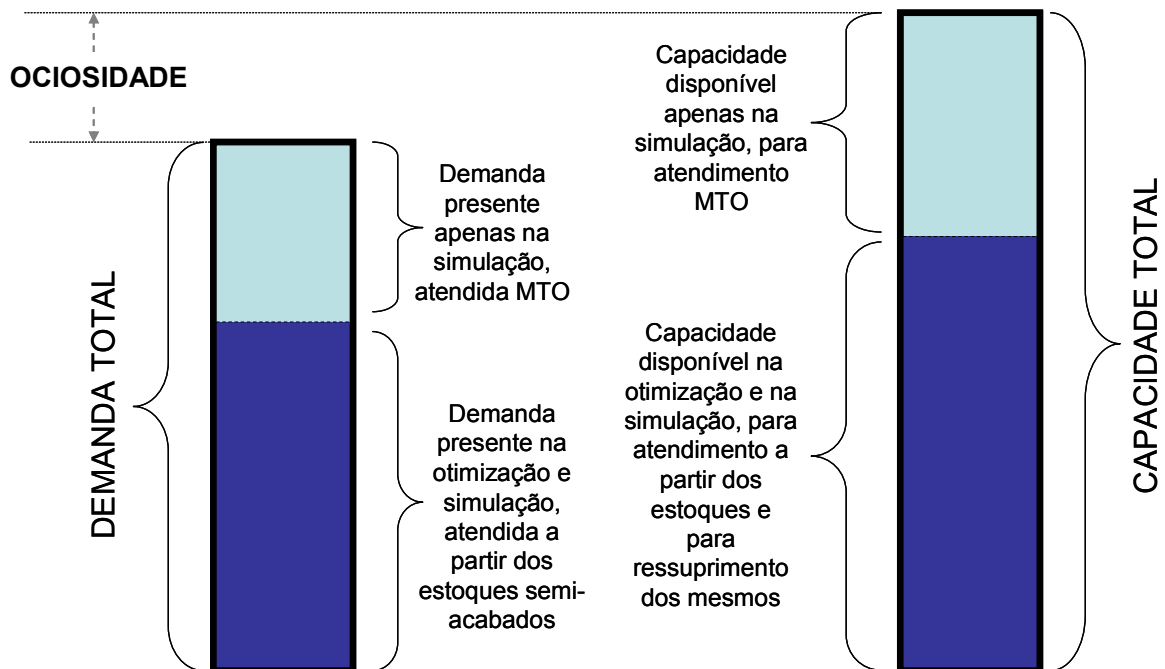 OCIOSIDADE
DEMANDA TOTAL
Demanda
presente
apenas na
simulação,
atendida MTO
Demanda
presente na
otimização e
simulação,
atendida a
partir dos
estoques semi-
acabados
Capacidade
disponível
apenas na
simulação, para
atendimento
MTO
Capacidade
disponível na
otimização e na
simulação, para
atendimento a
partir dos
estoques e
para
ressuprimento
dos mesmos
CAPACIDADE TOTAL